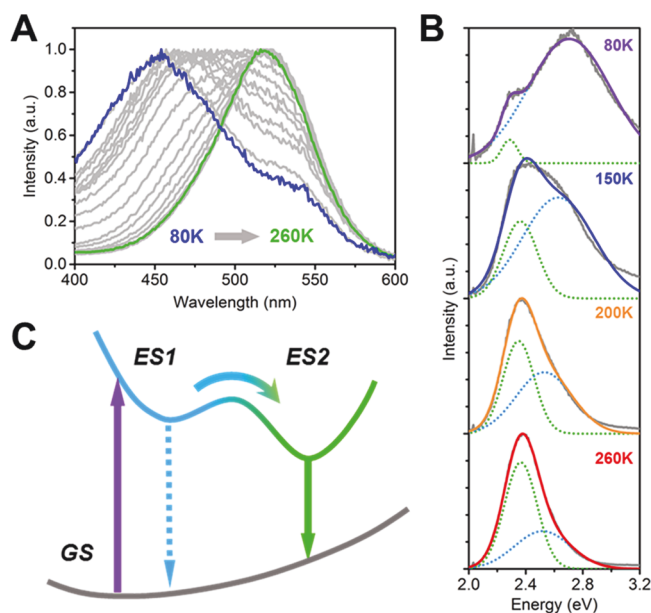 A
Intensity (a.u.)
1.0
0.8
0.6
0.4
0.2
0.0
80K
260K
400 450 500 550 600
Wavelength (nm)
B
Intensity (a.u.)
80K
150K
200K
260K
2.0 2.4 2.8 3.2
Energy (eV)
C
ES1
ES2
GS